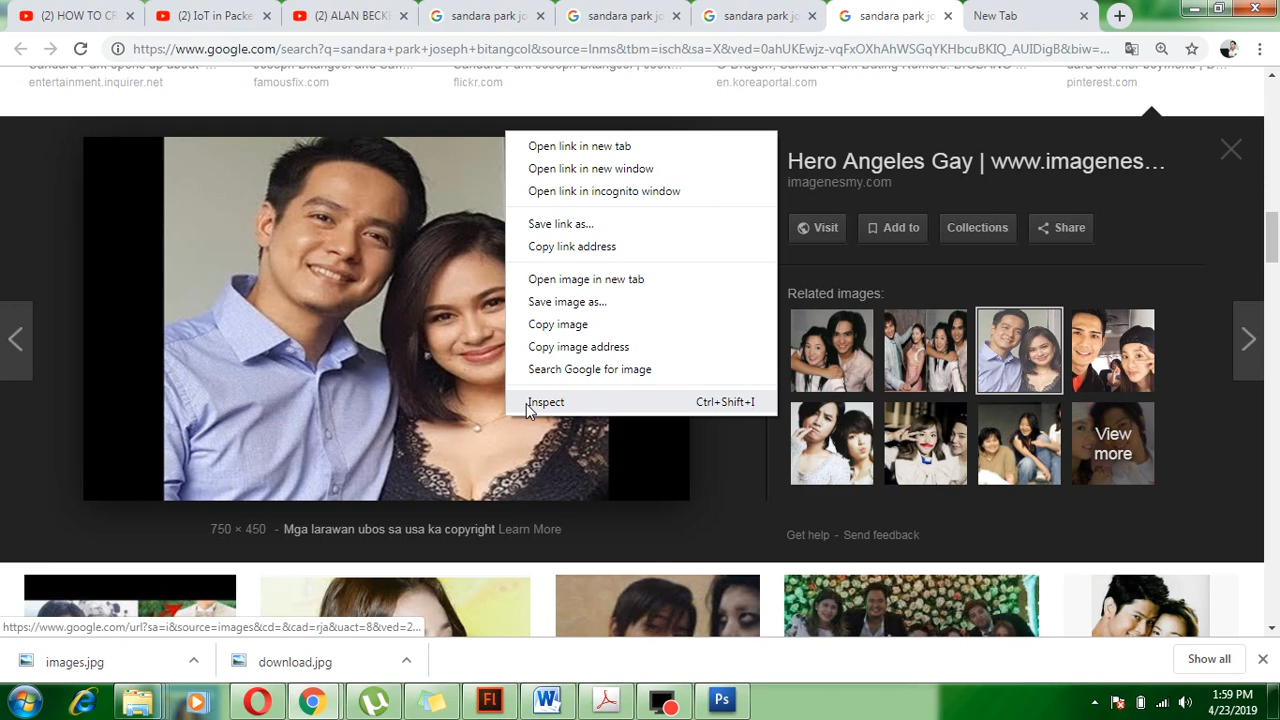 (2) HOW TO CR
(2) IoT in Packe
(2) ALAN BECK
sandara park jo
sandara park jo
sandara park jo
sandara park jo
New Tab
https://www.google.com/search?q=sandara+park+joseph+bitangcol&source=lnms&tbm=isch&sa=X&ved=0ahUKEwjz-vqFxOXhAhWSGqYKHbcuBKIQ_AUIDigB&biw=...
entertainment.inquirer.net
famousfix.com
flickr.com
en.koreaportal.com
pinterest.com
Open link in new tab
Open link in new window
Open link in incognito window
Save link as...
Copy link address
Open image in new tab
Save image as...
Copy image
Copy image address
Search Google for image
Inspect Ctrl+Shift+I
Hero Angeles Gay | www.imagenes...
imagenesmy.com
Visit
Add to
Collections
Share
Related images:
View
more
750 × 450 - Mga larawan ubos sa usa ka copyright Learn More
Get help - Send feedback
https://www.google.com/url?sa=i&source=images&cd=&cad=rja&uact=8&ved=2...
images.jpg
download.jpg
Show all
1:59 PM
4/23/2019